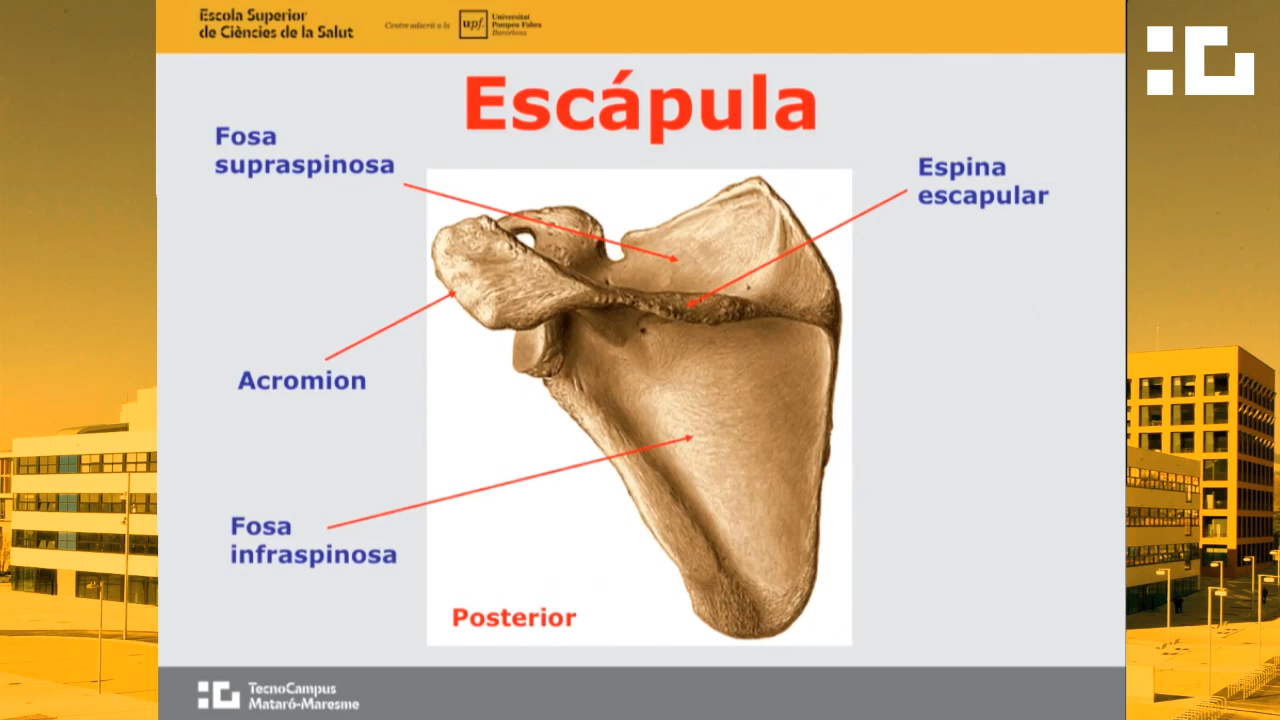 Escola Superior
de Ciències de la Salut
Centre adscrit a la
upf.
Universitat
Pompeu Fabra
Barcelona
Escápula
Fosa
supraspinosa
Espina
escapular
Acromion
Fosa
infraspinosa
Posterior
TecnoCampus
Mataró-Maresme